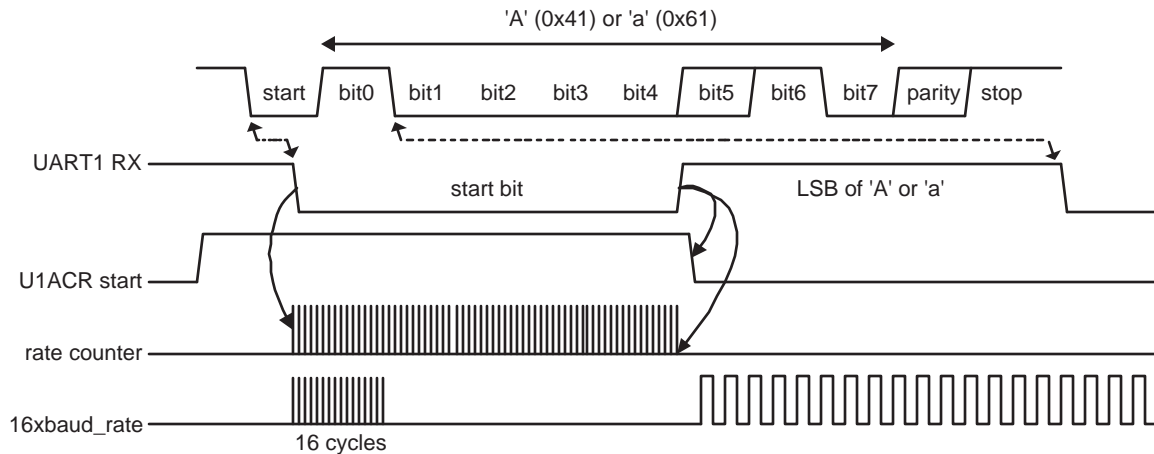 'A' (0x41) or 'a' (0x61)
start bit0 bit1 bit2 bit3 bit4 bit5 bit6 bit7 parity stop
UART1 RX
start bit
LSB of 'A' or 'a'
U1ACR start
rate counter
16xbaud_rate
16 cycles